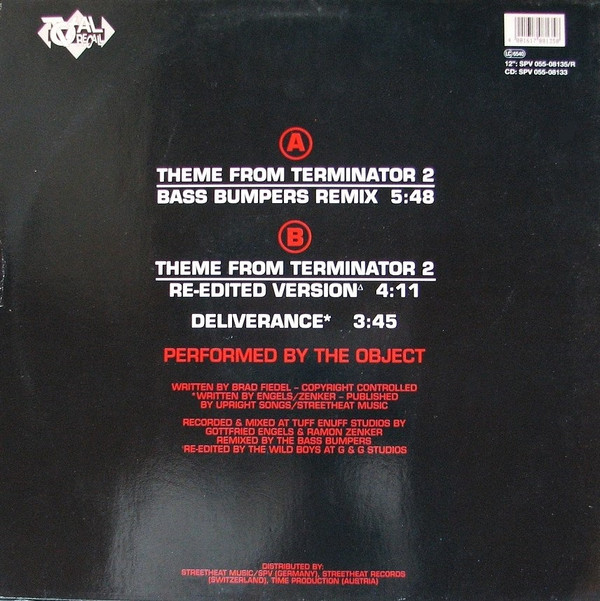 TOTAL
RECALL
LC 6540
12": SPV 055-08135/R
CD: SPV 055-08133
A
THEME FROM TERMINATOR 2
BASS BUMPERS REMIX 5:48
B
THEME FROM TERMINATOR 2
RE-EDITED VERSION△ 4:11
DELIVERANCE* 3:45
PERFORMED BY THE OBJECT
WRITTEN BY BRAD FIEDEL – COPYRIGHT CONTROLLED
*WRITTEN BY ENGELS/ZENKER – PUBLISHED
BY UPRIGHT SONGS/STREETHEAT MUSIC
RECORDED & MIXED AT TUFF ENUFF STUDIOS BY
GOTTFRIED ENGELS & RAMON ZENKER
REMIXED BY THE BASS BUMPERS
△RE-EDITED BY THE WILD BOYS AT G & G STUDIOS
DISTRIBUTED BY:
STREETHEAT MUSIC/SPV (GERMANY), STREETHEAT RECORDS
(SWITZERLAND), TIME PRODUCTION (AUSTRIA)